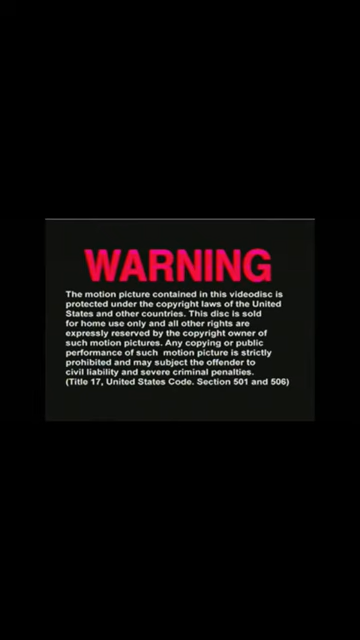 WARNING
The motion picture contained in this videodisc is
protected under the copyright laws of the United
States and other countries. This disc is sold
for home use only and all other rights are
expressly reserved by the copyright owner of
such motion pictures. Any copying or public
performance of such motion picture is strictly
prohibited and may subject the offender to
civil liability and severe criminal penalties.
(Title 17, United States Code. Section 501 and 506)